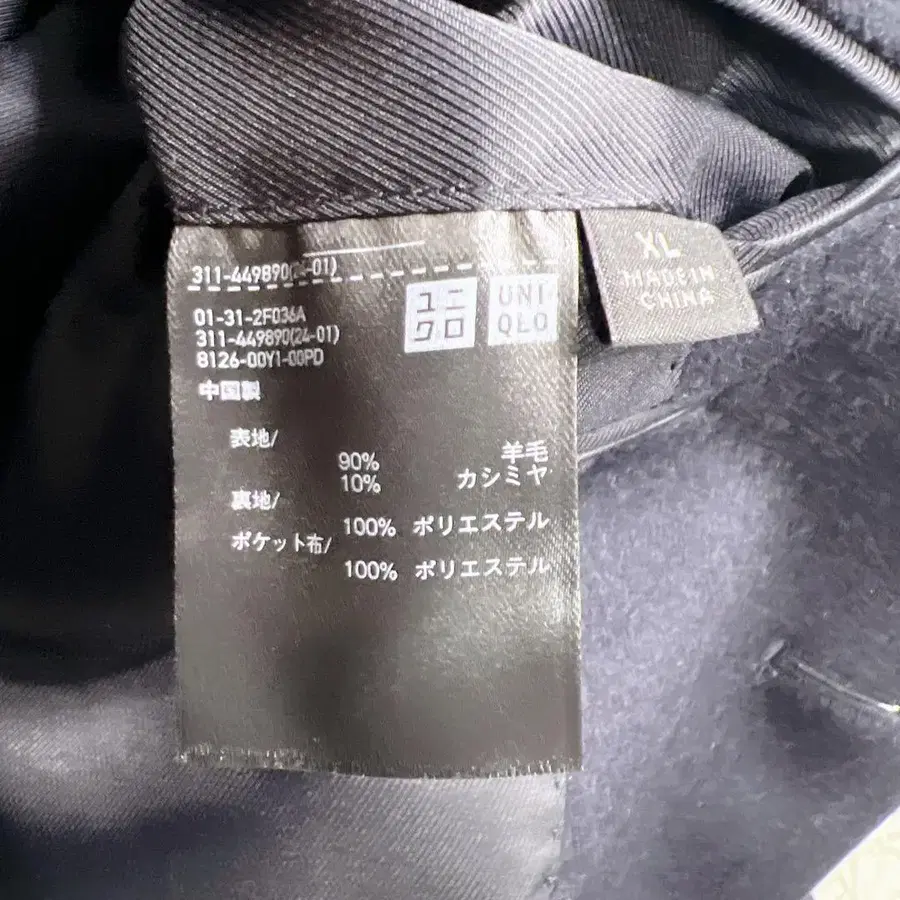 311-449890(24-01)
ユニ
クロ
UNI
QLO
01-31-2F036A
311-449890(24-01)
8126-00Y1-00PD
中国製
表地/
90% 羊毛
10% カシミヤ
裏地/
100% ポリエステル
ポケット布/
100% ポリエステル
XL
MADE IN
CHINA